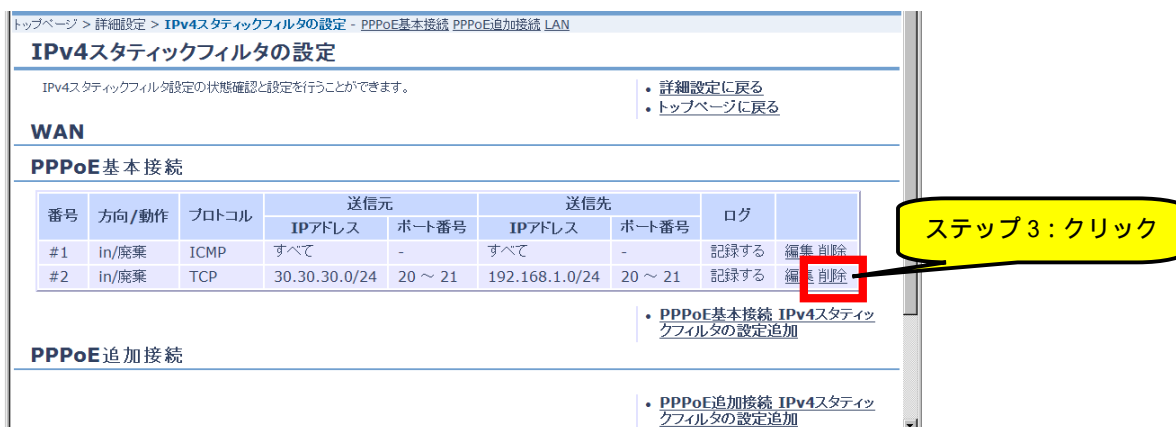 トップページ > 詳細設定 > IPv4スタティックフィルタの設定 - PPPoE基本接続 PPPoE追加接続 LAN
IPv4スタティックフィルタの設定
IPv4スタティックフィルタ設定の状態確認と設定を行うことができます。
• 詳細設定に戻る
• トップページに戻る
WAN
PPPoE基本接続
番号 方向/動作 プロトコル 送信元 送信先 ログ
IPアドレス ポート番号 IPアドレス ポート番号
#1 in/廃棄 ICMP すべて - すべて - 記録する 編集 削除
#2 in/廃棄 TCP 30.30.30.0/24 20 ～ 21 192.168.1.0/24 20 ～ 21 記録する 編集 削除
ステップ3：クリック
• PPPoE基本接続 IPv4スタティッ
クフィルタの設定追加
PPPoE追加接続
• PPPoE追加接続 IPv4スタティッ
クフィルタの設定追加